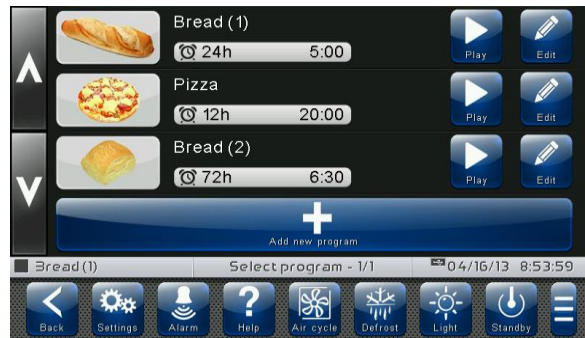 Bread (1)
24h 5:00
Play Edit
Pizza
12h 20:00
Play Edit
Bread (2)
72h 6:30
Play Edit
Add new program
Bread (1) Select program - 1/1 04/16/13 8:53:59
Back Settings Alarm Help Air cycle Defrost Light Standby